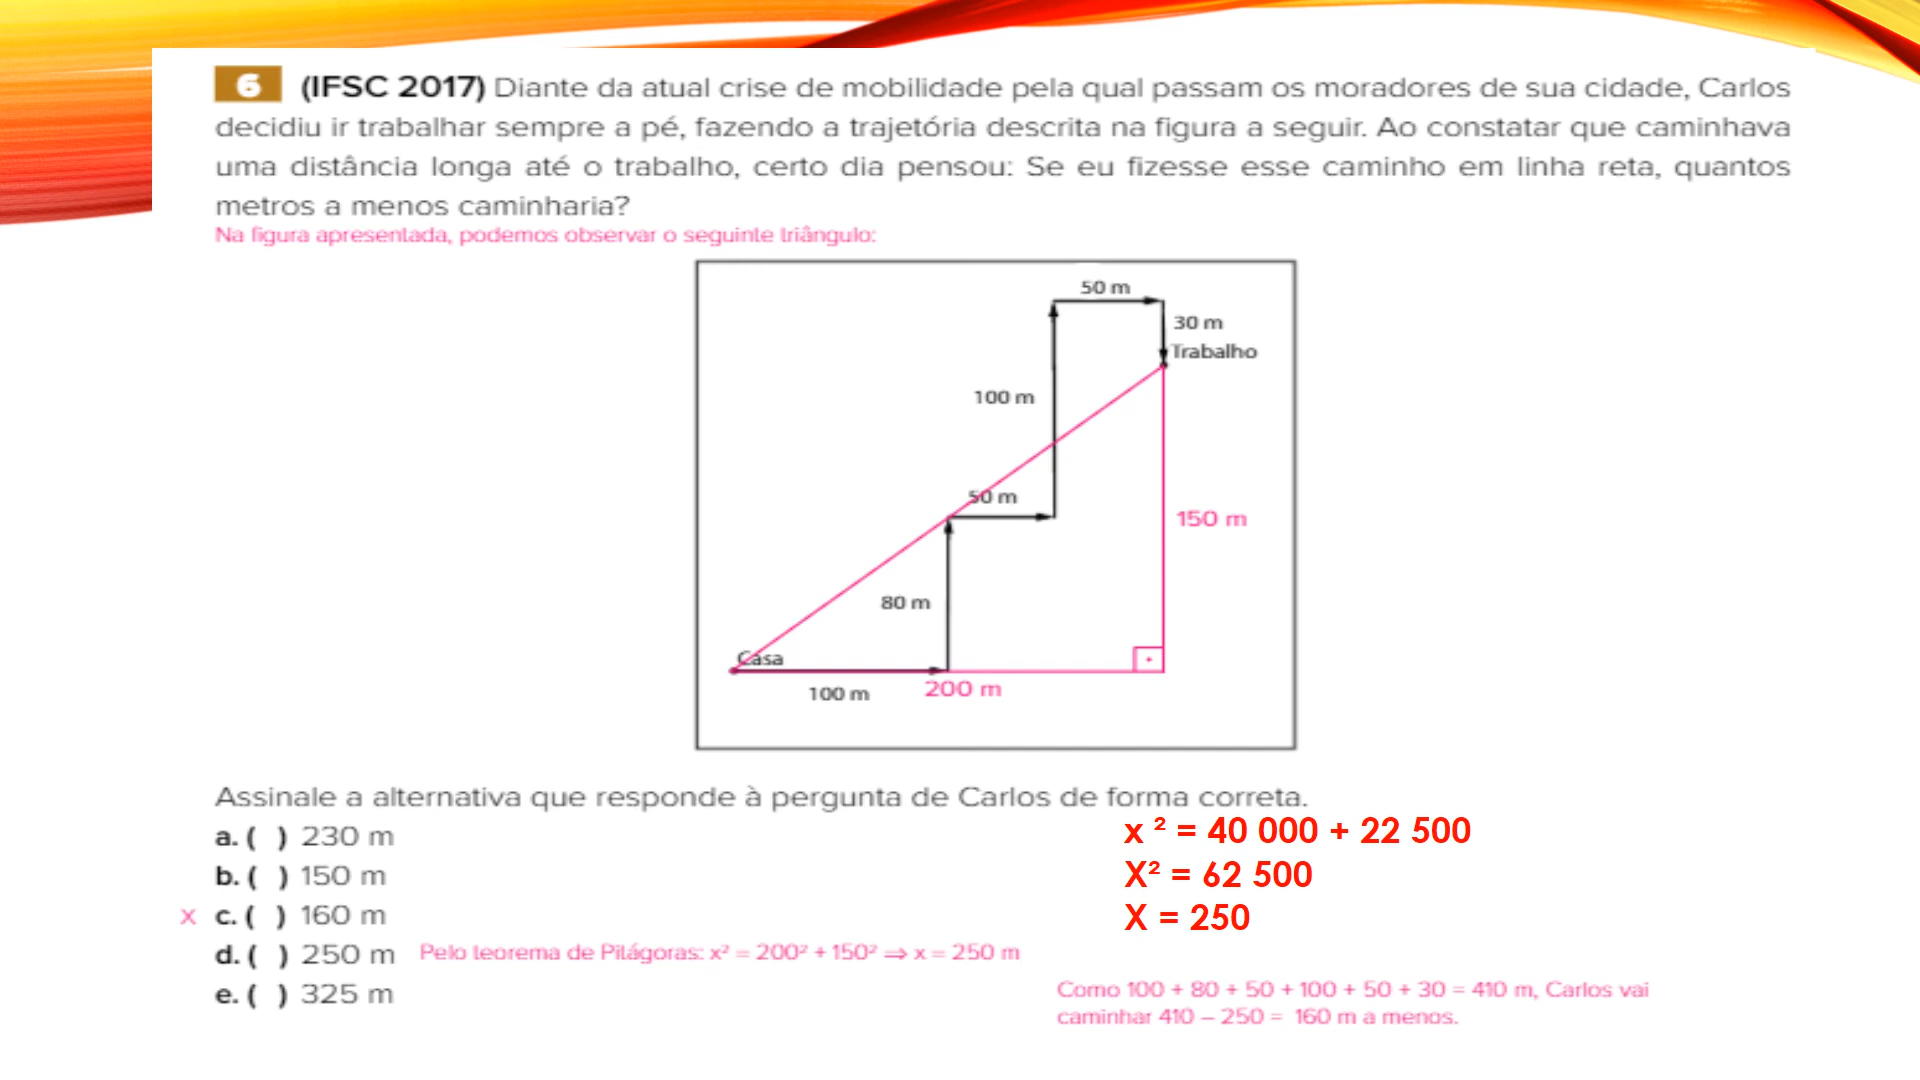 6 (IFSC 2017) Diante da atual crise de mobilidade pela qual passam os moradores de sua cidade, Carlos
decidiu ir trabalhar sempre a pé, fazendo a trajetória descrita na figura a seguir. Ao constatar que caminhava
uma distância longa até o trabalho, certo dia pensou: Se eu fizesse esse caminho em linha reta, quantos
metros a menos caminharia?
Na figura apresentada, podemos observar o seguinte triângulo:
50 m
30 m
Trabalho
100 m
50 m
150 m
80 m
Casa
100 m
200 m
Assinale a alternativa que responde à pergunta de Carlos de forma correta.
a. ( ) 230 m
b. ( ) 150 m
x c. ( ) 160 m
d. ( ) 250 m
e. ( ) 325 m
x ² = 40 000 + 22 500
X² = 62 500
X = 250
Pelo teorema de Pitágoras: x² = 200² + 150² ⇒ x = 250 m
Como 100 + 80 + 50 + 100 + 50 + 30 = 410 m, Carlos vai
caminhar 410 – 250 = 160 m a menos.